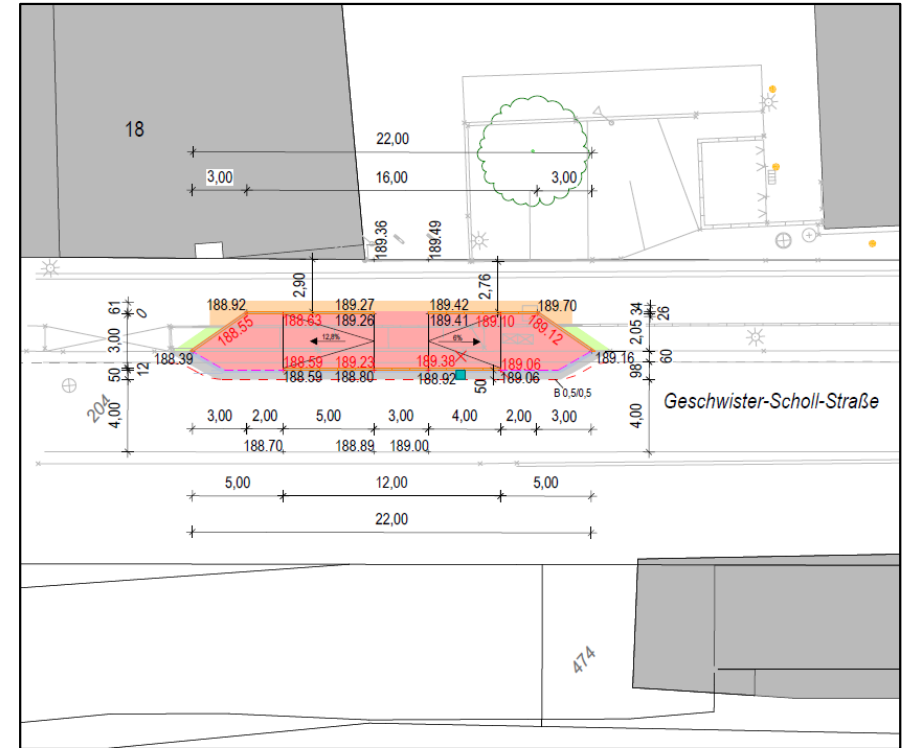 18
22,00
3,00 16,00 3,00
189.36 189.49
2,90 2,76
61 0 188.92 189.27 189.42 189.70 34 26
188.55 188.63 189.26 189.41 189.10 189.12
3,00 12,8% 6% 2,05
188.39 188.59 189.23 189.38 189.06 189.16 60
50 12 188.59 188.80 188.92 50 189.06 98
B 0,5/0,5
204 4,00 4,00 Geschwister-Scholl-Straße
3,00 2,00 5,00 3,00 4,00 2,00 3,00
188.70 188.89 189.00
5,00 12,00 5,00
22,00
474